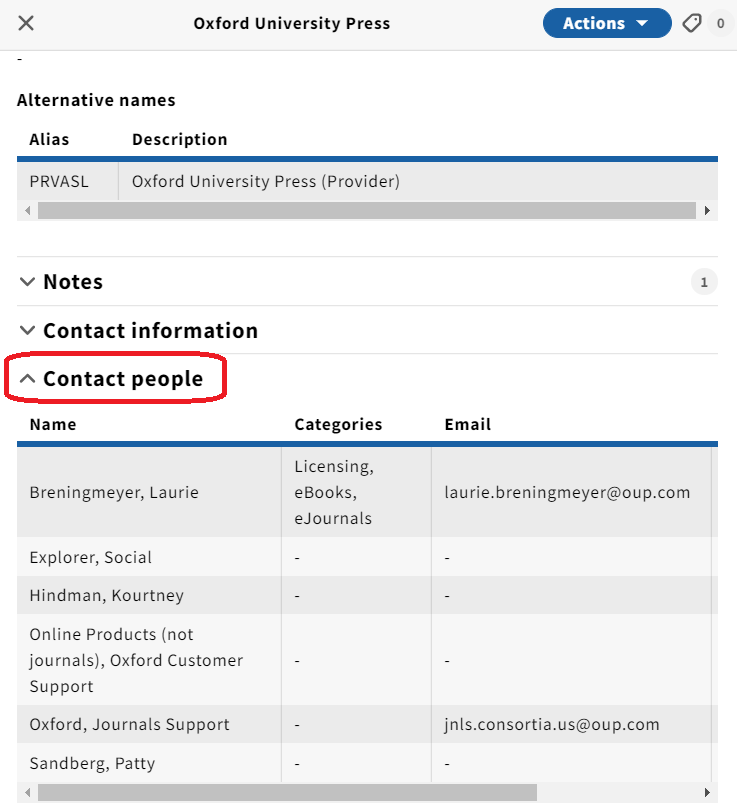 Oxford University Press
Actions
0
-
Alternative names
Alias Description
PRVASL Oxford University Press (Provider)
Notes
1
Contact information
Contact people
Name Categories Email
Breningmeyer, Laurie Licensing, eBooks, eJournals laurie.breningmeyer@oup.com
Explorer, Social - -
Hindman, Kourtney - -
Online Products (not journals), Oxford Customer Support - -
Oxford, Journals Support - jnls.consortia.us@oup.com
Sandberg, Patty - -